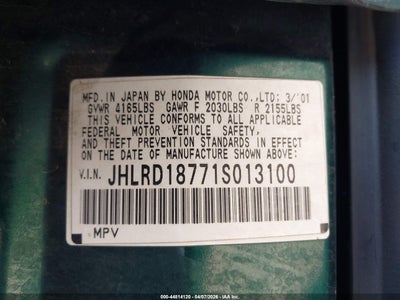 MFD. IN JAPAN BY HONDA MOTOR CO., LTD: 3/'01
GVWR 4165LBS GAWR F 2030LBS R 2155LBS
THIS VEHICLE CONFORMS TO ALL APPLICABLE
FEDERAL MOTOR VEHICLE SAFETY,
AND THEFT PREVENTION STANDARDS IN EFFECT
ON THE DATE OF MANUFACTURE SHOWN ABOVE:
V.I.N. JHLRD18771S013100
MPV
000-44814120 - 04/07/2026 - IAA Inc.